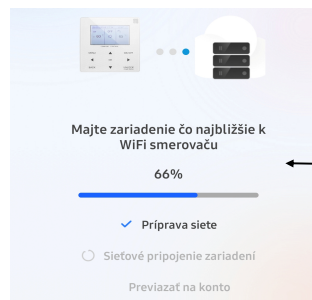 Majte zariadenie čo najbližšie k
WiFi smerovaču
66%
Príprava siete
Sieťové pripojenie zariadení
Previazať na konto